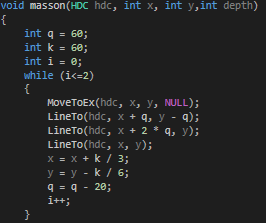 void masson(HDC hdc, int x, int y,int depth)
{
    int q = 60;
    int k = 60;
    int i = 0;
    while (i<=2)
    {
        MoveToEx(hdc, x, y, NULL);
        LineTo(hdc, x + q, y - q);
        LineTo(hdc, x + 2 * q, y);
        LineTo(hdc, x, y);
        x = x + k / 3;
        y = y - k / 6;
        q = q - 20;
        i++;
    }